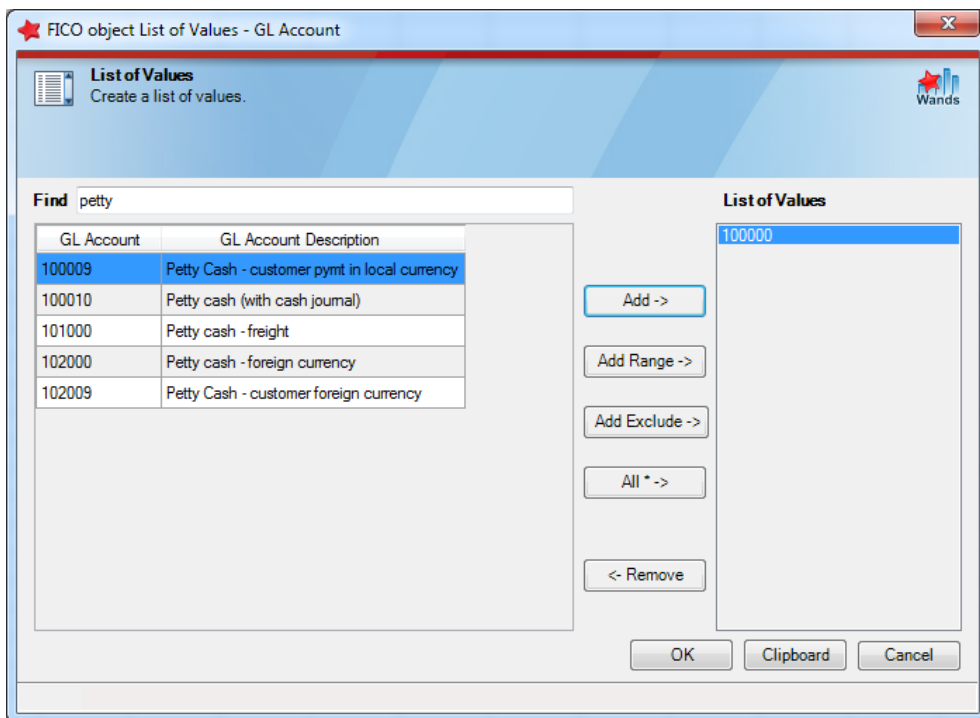 FICO object List of Values - GL Account
List of Values
Create a list of values.
Wands
Find petty
List of Values
GL Account GL Account Description
100009 Petty Cash - customer pymt in local currency
100010 Petty cash (with cash journal)
101000 Petty cash - freight
102000 Petty cash - foreign currency
102009 Petty Cash - customer foreign currency
100000
Add ->
Add Range ->
Add Exclude ->
All * ->
<- Remove
OK Clipboard Cancel